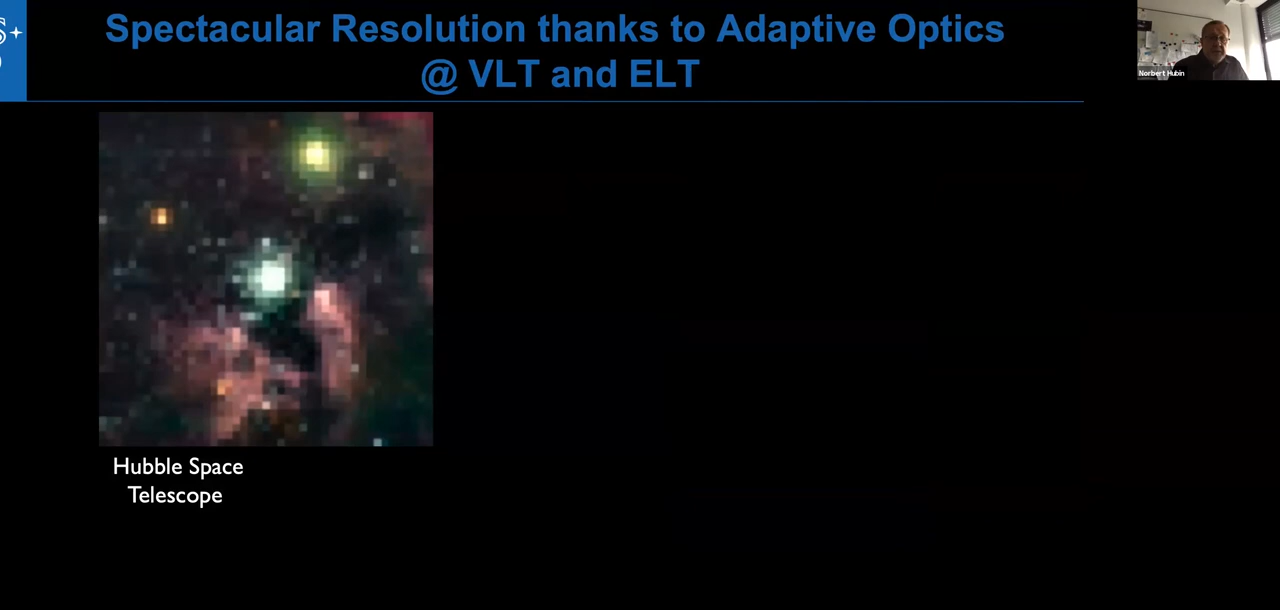 Spectacular Resolution thanks to Adaptive Optics
@ VLT and ELT
Norbert Hubin
Hubble Space
Telescope